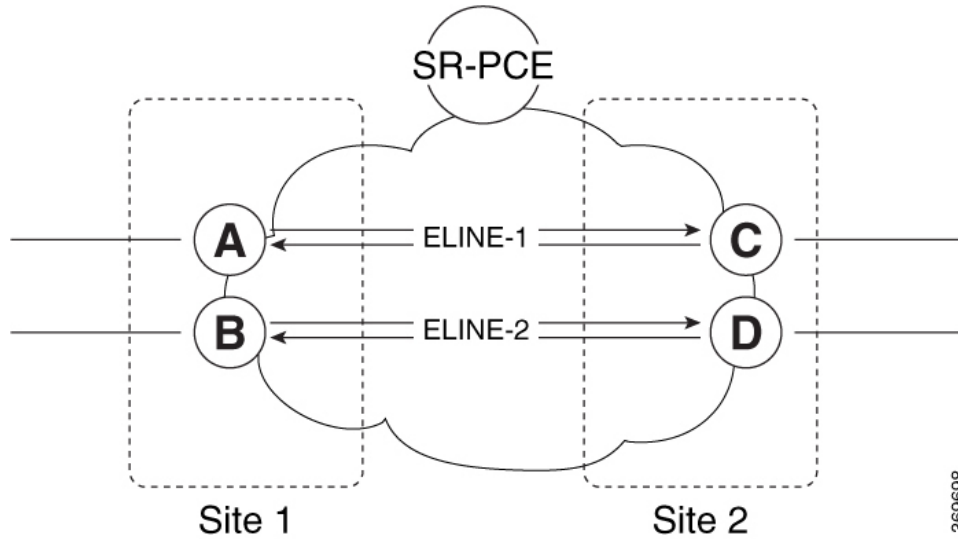 SR-PCE
A
ELINE-1
C
B
ELINE-2
D
Site 1
Site 2